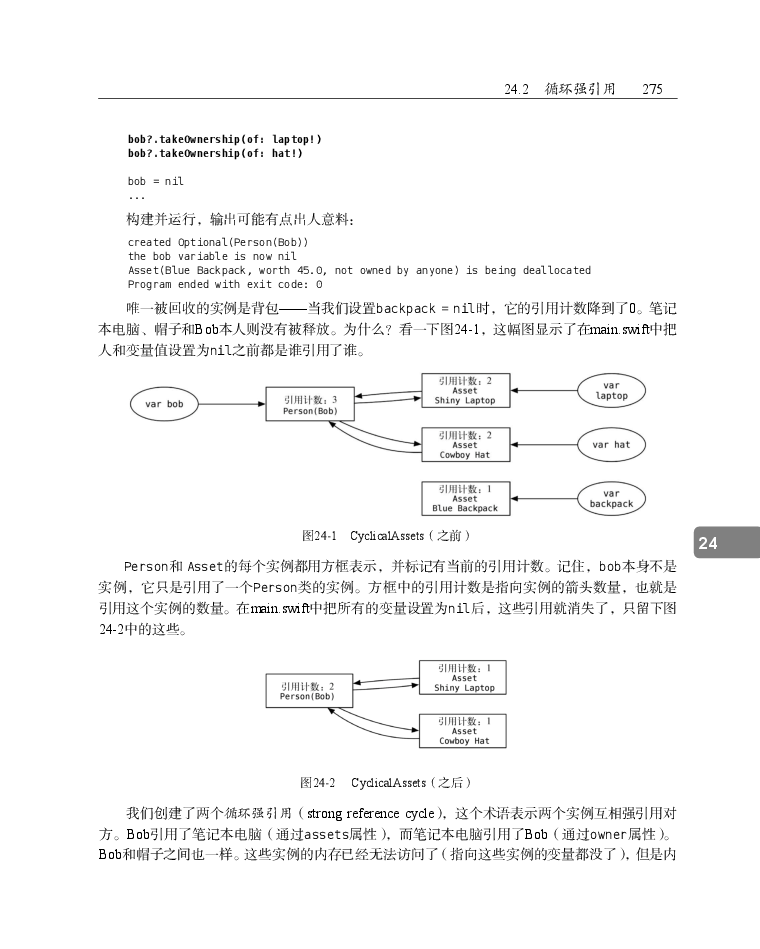 24.2 循环强引用 275
bob?.takeOwnership(of: laptop!)
bob?.takeOwnership(of: hat!)
bob = nil
...
构建并运行，输出可能有点出人意料：
created Optional(Person(Bob))
the bob variable is now nil
Asset(Blue Backpack, worth 45.0, not owned by anyone) is being deallocated
Program ended with exit code: 0
唯一被回收的实例是背包——当我们设置backpack = nil时，它的引用计数降到了0。笔记
本电脑、帽子和Bob本人则没有被释放。为什么？看一下图24-1，这幅图显示了在main.swift中把
人和变量值设置为nil之前都是谁引用了谁。
var bob
引用计数：3
Person(Bob)
引用计数：2
Asset
Shiny Laptop
var
laptop
引用计数：2
Asset
Cowboy Hat
var hat
引用计数：1
Asset
Blue Backpack
var
backpack
图24-1 CyclicalAssets（之前）
24
Person和 Asset的每个实例都用方框表示，并标记有当前的引用计数。记住，bob本身不是
实例，它只是引用了一个Person类的实例。方框中的引用计数是指向实例的箭头数量，也就是
引用这个实例的数量。在main.swift中把所有的变量设置为nil后，这些引用就消失了，只留下图
24-2中的这些。
引用计数：2
Person(Bob)
引用计数：1
Asset
Shiny Laptop
引用计数：1
Asset
Cowboy Hat
图24-2 CyclicalAssets（之后）
我们创建了两个循环强引用（strong reference cycle），这个术语表示两个实例互相强引用对
方。Bob引用了笔记本电脑（通过assets属性），而笔记本电脑引用了Bob（通过owner属性）。
Bob和帽子之间也一样。这些实例的内存已经无法访问了（指向这些实例的变量都没了），但是内